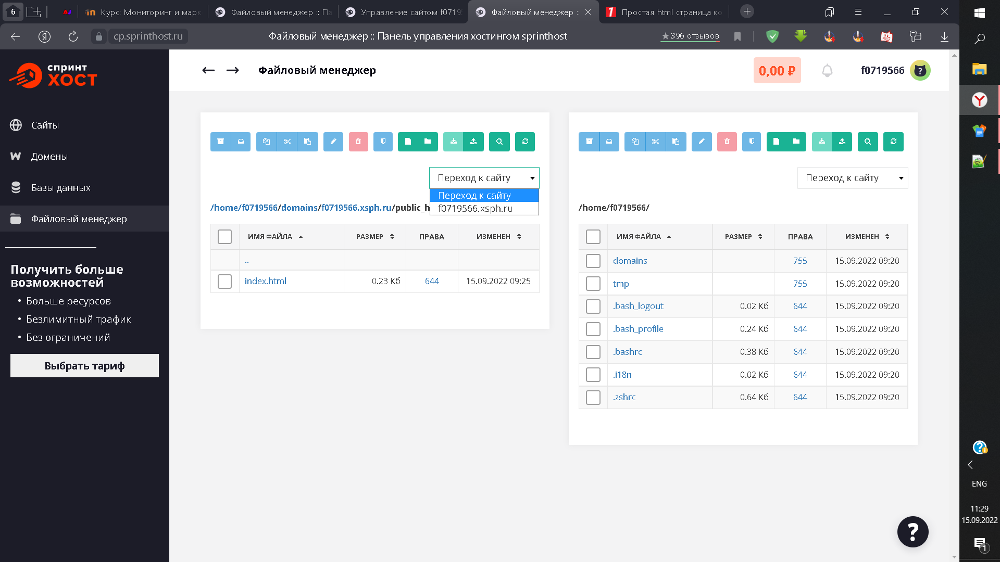 6
Курс: Мониторинг и марк
Файловый менеджер :: Па
Управление сайтом f0719
Файловый менеджер ::
Простая html страница ко
cp.sprinthost.ru
Файловый менеджер :: Панель управления хостингом sprinthost
★ 396 отзывов
спринт
ХОСТ
Файловый менеджер
0,00 ₽
f0719566
Сайты
Домены
Базы данных
Файловый менеджер
Получить больше
возможностей
• Больше ресурсов
• Безлимитный трафик
• Без ограничений
Выбрать тариф
Переход к сайту
Переход к сайту
f0719566.xsph.ru
/home/f0719566/domains/f0719566.xsph.ru/public_h
ИМЯ ФАЙЛА РАЗМЕР ПРАВА ИЗМЕНЕН
..
index.html 0.23 Кб 644 15.09.2022 09:25
Переход к сайту
/home/f0719566/
ИМЯ ФАЙЛА РАЗМЕР ПРАВА ИЗМЕНЕН
domains 755 15.09.2022 09:20
tmp 755 15.09.2022 09:20
.bash_logout 0.02 Кб 644 15.09.2022 09:20
.bash_profile 0.24 Кб 644 15.09.2022 09:20
.bashrc 0.38 Кб 644 15.09.2022 09:20
.i18n 0.02 Кб 644 15.09.2022 09:20
.zshrc 0.64 Кб 644 15.09.2022 09:20
?
ENG
11:29
15.09.2022
1